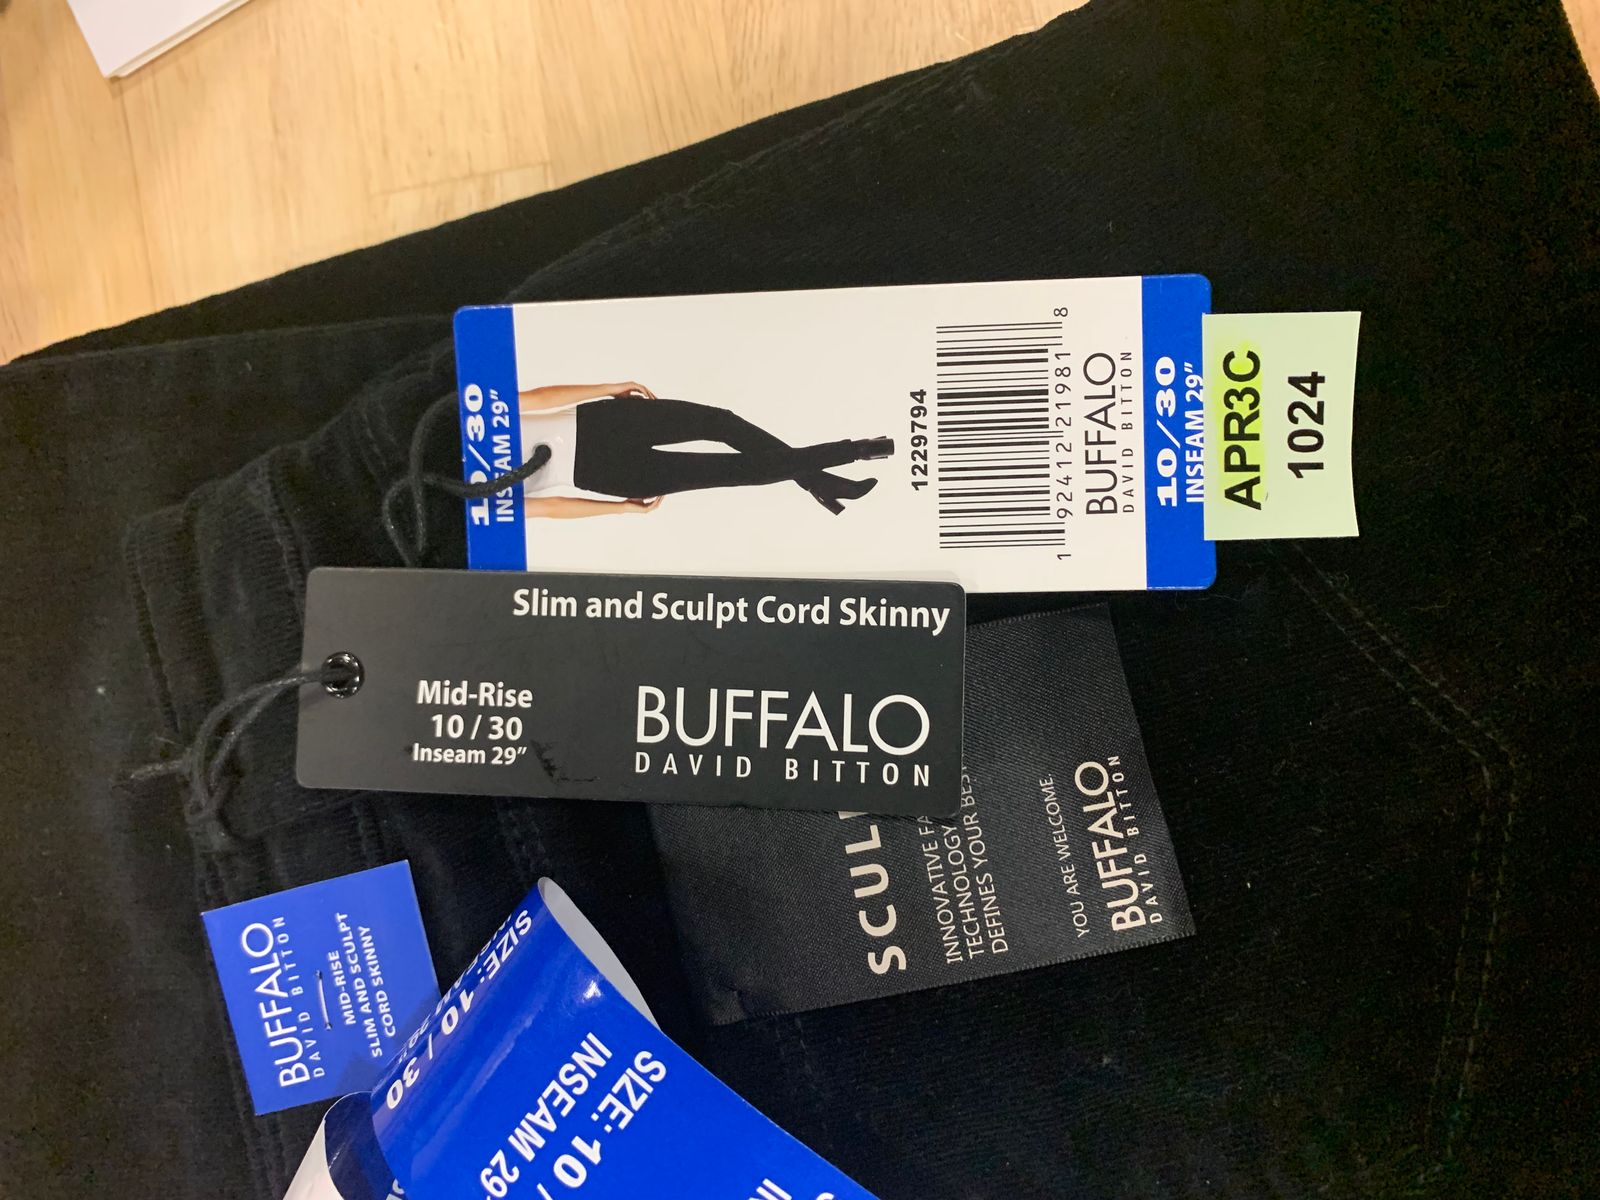 10/30
INSEAM 29"
1229794
1 92412 21981 8
BUFFALO
DAVID BITTON
10/30
INSEAM 29"
APR3C
1024
Slim and Sculpt Cord Skinny
Mid-Rise
10 / 30
Inseam 29"
BUFFALO
DAVID BITTON
INNOVATIVE
TECHNOLOGY
DEFINES YOUR BEST
YOU ARE WELCOME.
BUFFALO
DAVID BITTON
BUFFALO
DAVID BITTON
MID-RISE
SLIM AND SCULPT
CORD SKINNY
SIZE: 10 / 30
SIZE: 10 /
INSEAM 29